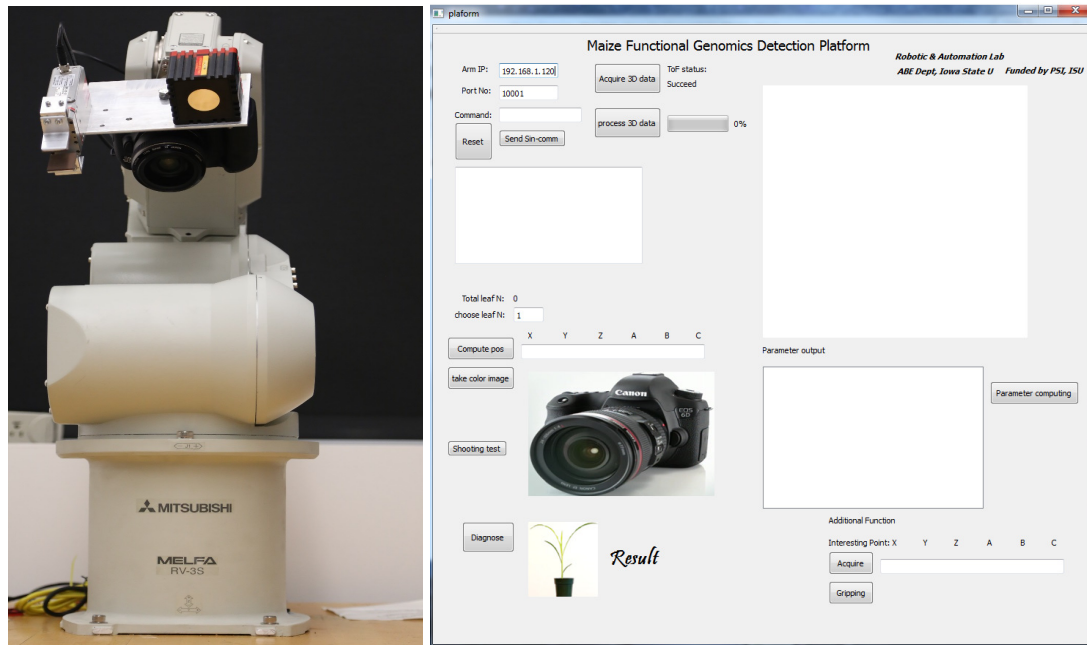 MITSUBISHI
MELFA
RV-3S
plaform
Maize Functional Genomics Detection Platform
Robotic & Automation Lab
ABE Dept, Iowa State U Funded by PSI, ISU
Arm IP: 192.168.1.120
Acquire 3D data
ToF status:
Succeed
Port No: 10001
Command:
process 3D data
0%
Reset
Send Sin-comm
Total leaf N: 0
choose leaf N: 1
X Y Z A B C
Compute pos
Parameter output
take color image
Canon
EOS
6D
Parameter computing
Shooting test
Additional Function
Diagnose
Result
Interesting Point: X Y Z A B C
Acquire
Gripping